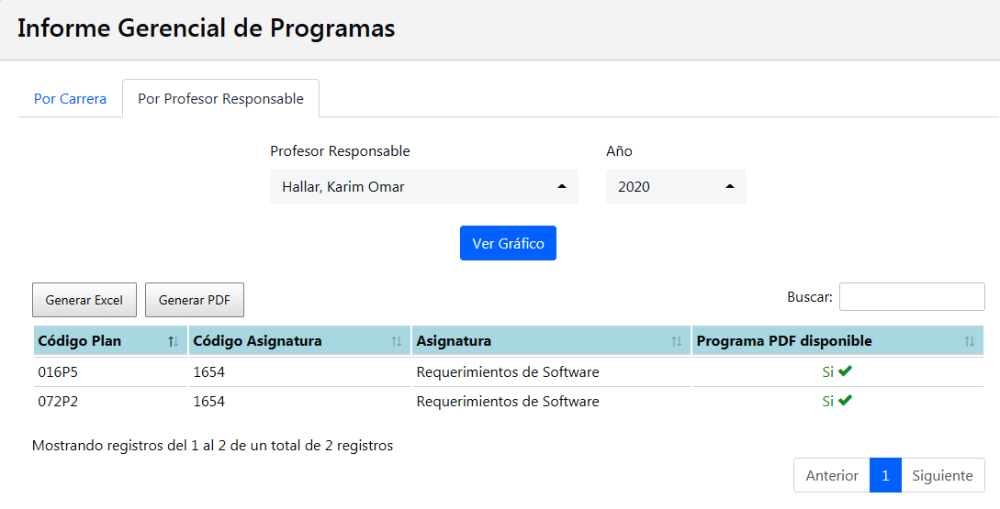 Informe Gerencial de Programas
Por Carrera Por Profesor Responsable
Profesor Responsable Año
Hallar, Karim Omar 2020
Ver Gráfico
Generar Excel Generar PDF Buscar:
Código Plan Código Asignatura Asignatura Programa PDF disponible
016P5 1654 Requerimientos de Software Si
072P2 1654 Requerimientos de Software Si
Mostrando registros del 1 al 2 de un total de 2 registros
Anterior 1 Siguiente